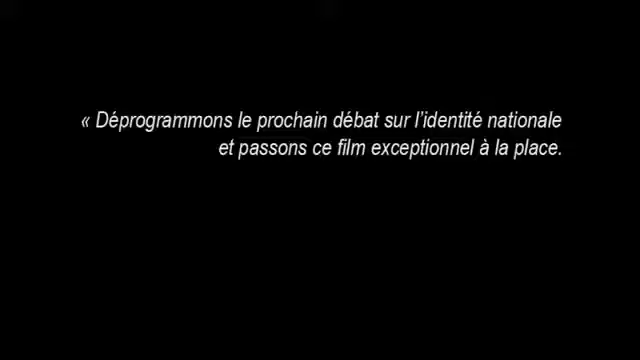 « Déprogrammons le prochain débat sur l'identité nationale
et passons ce film exceptionnel à la place.